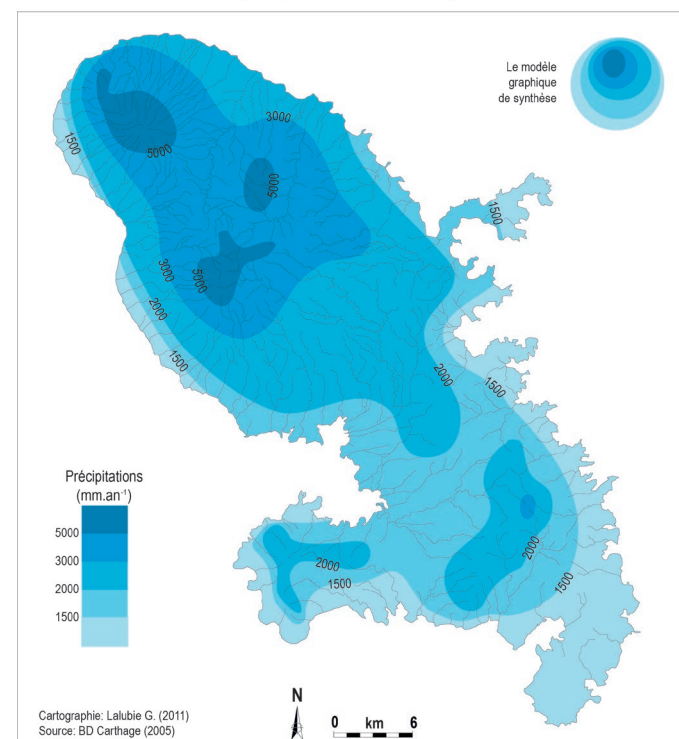 Le modèle
graphique
de synthèse
3000
1500
5000
5000
1500
3000
5000
2000
1500
2000
1500
Précipitations
(mm.an⁻¹)
5000
3000
2000
1500
2000
2000
1500
1500
N
0 km 6
Cartographie: Lalubie G. (2011)
Source: BD Carthage (2005)